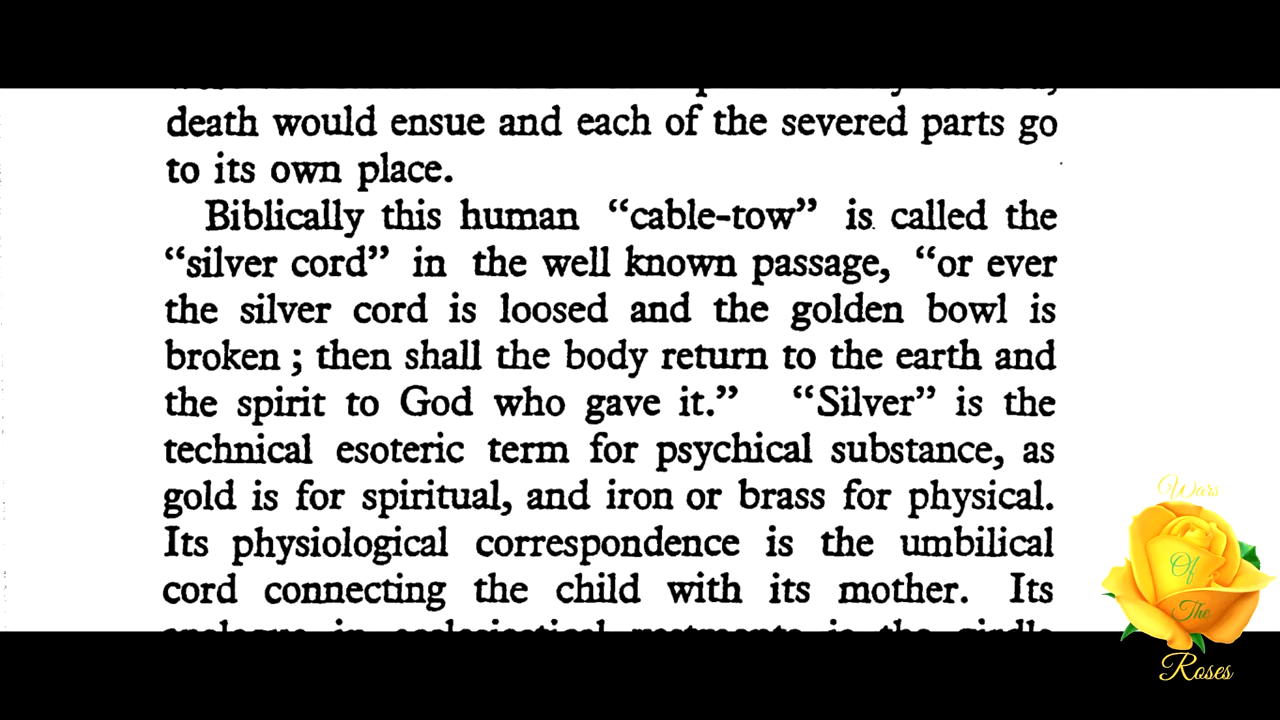 death would ensue and each of the severed parts go
to its own place.
Biblically this human “cable-tow” is called the
“silver cord” in the well known passage, “or ever
the silver cord is loosed and the golden bowl is
broken ; then shall the body return to the earth and
the spirit to God who gave it.” “Silver” is the
technical esoteric term for psychical substance, as
gold is for spiritual, and iron or brass for physical.
Its physiological correspondence is the umbilical
cord connecting the child with its mother. Its
Wars
Of
The
Roses